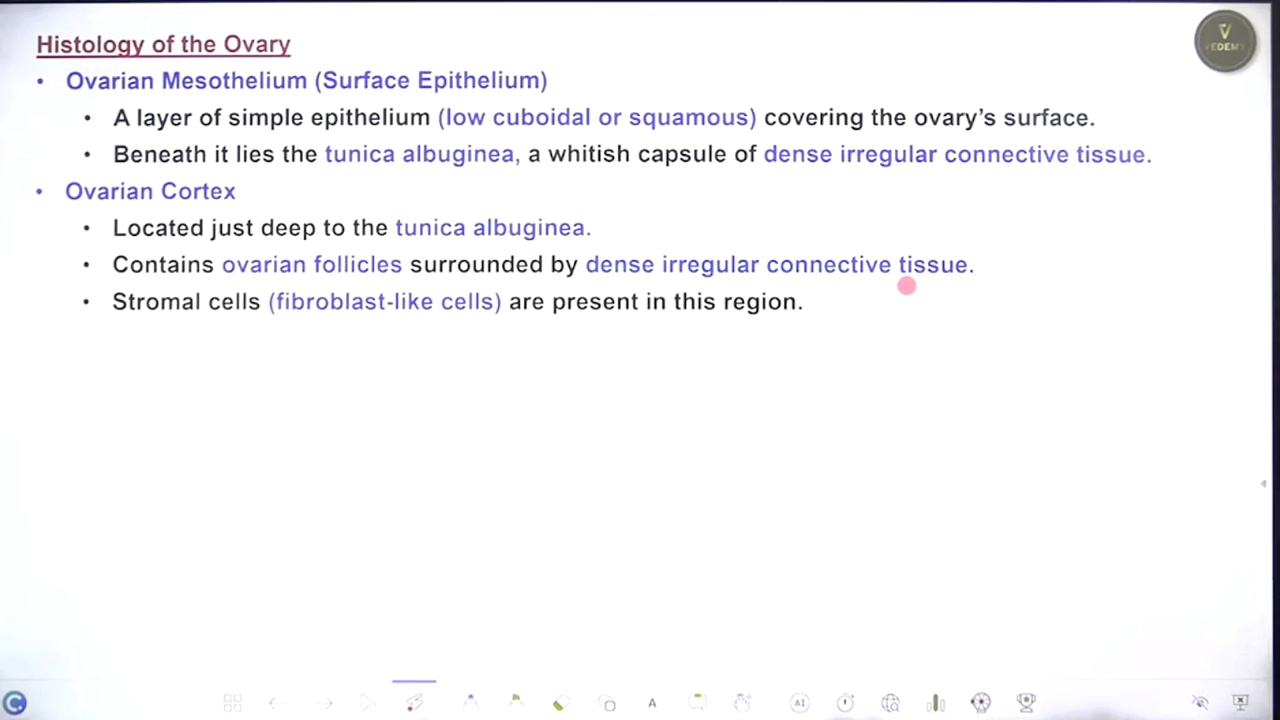 Histology of the Ovary
• Ovarian Mesothelium (Surface Epithelium)
• A layer of simple epithelium (low cuboidal or squamous) covering the ovary’s surface.
• Beneath it lies the tunica albuginea, a whitish capsule of dense irregular connective tissue.
• Ovarian Cortex
• Located just deep to the tunica albuginea.
• Contains ovarian follicles surrounded by dense irregular connective tissue.
• Stromal cells (fibroblast-like cells) are present in this region.
VEDEMY
A
AI